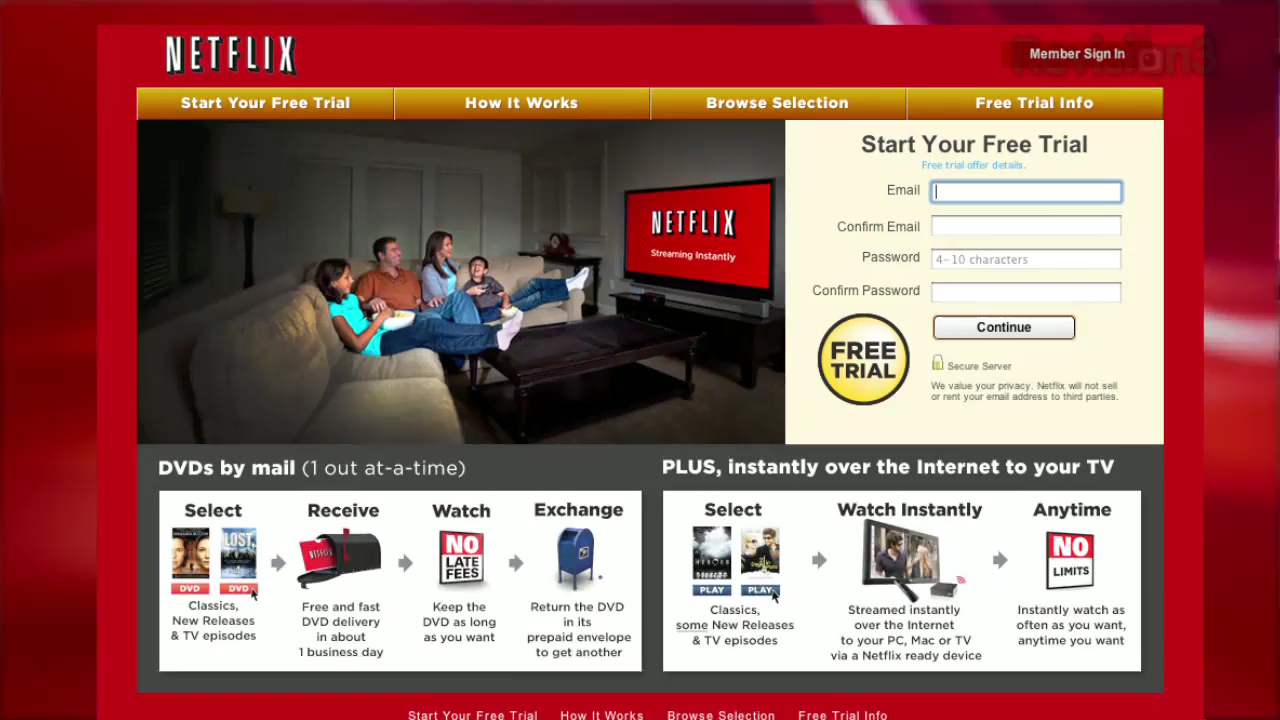 NETFLIX
Member Sign In
Revision3
Start Your Free Trial
How It Works
Browse Selection
Free Trial Info
NETFLIX
Streaming Instantly
Start Your Free Trial
Free trial offer details.
Email
Confirm Email
Password
4-10 characters
Confirm Password
Continue
FREE
TRIAL
Secure Server
We value your privacy. Netflix will not sell
or rent your email address to third parties.
DVDs by mail (1 out at-a-time)
Select
LOST
DVD
DVD
Classics,
New Releases
& TV episodes
Receive
NETFLIX
Free and fast
DVD delivery
in about
1 business day
Watch
NO
LATE
FEES
Keep the
DVD as long
as you want
Exchange
Return the DVD
in its
prepaid envelope
to get another
PLUS, instantly over the Internet to your TV
Select
HEROES
PLAY
PLAY
Classics,
some New Releases
& TV episodes
Watch Instantly
Streamed instantly
over the Internet
to your PC, Mac or TV
via a Netflix ready device
Anytime
NO
LIMITS
Instantly watch as
often as you want,
anytime you want
Start Your Free Trial
How It Works
Browse Selection
Free Trial Info